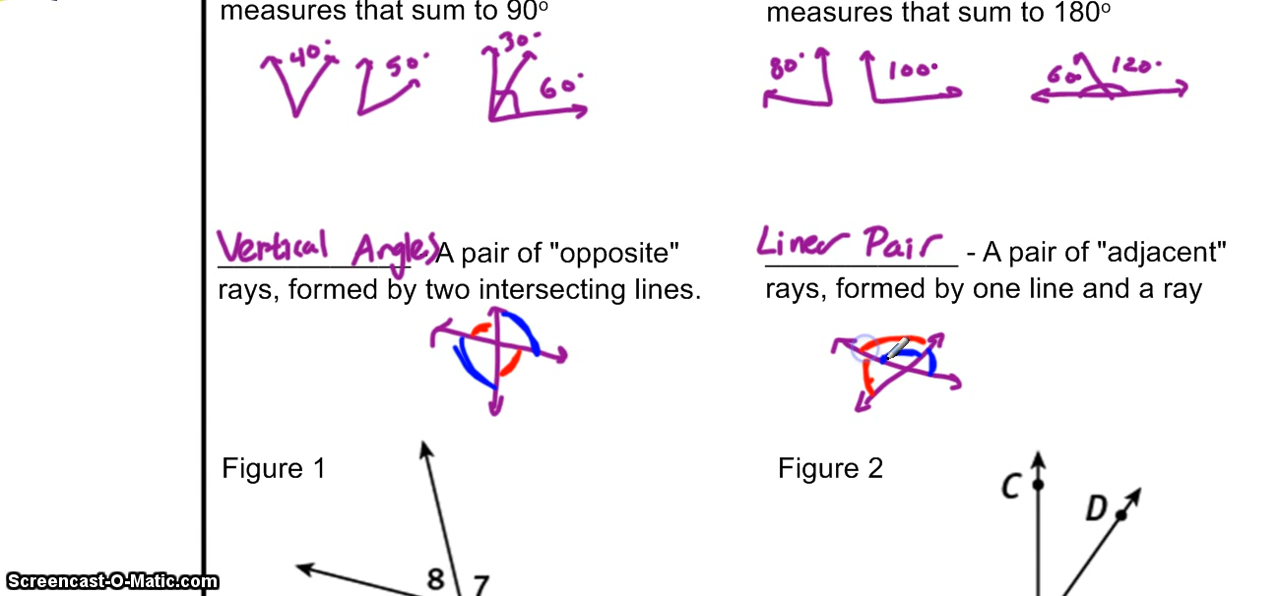 measures that sum to 90°
measures that sum to 180°
40°
50°
30°
60°
80°
100°
60°
120°
Vertical Angles A pair of "opposite"
rays, formed by two intersecting lines.
Linear Pair - A pair of "adjacent"
rays, formed by one line and a ray
Figure 1
8
7
Figure 2
C
D
Screencast-O-Matic.com